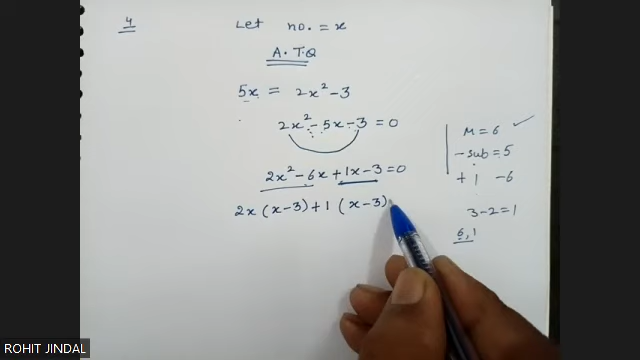 4
Let no. = x
A.T.Q
5x = 2x² - 3
2x² - 5x - 3 = 0
2x² - 6x + 1x - 3 = 0
2x (x - 3) + 1 (x - 3)
M = 6
- sub = 5
+ 1 - 6
3 - 2 = 1
6, 1
ROHIT JINDAL